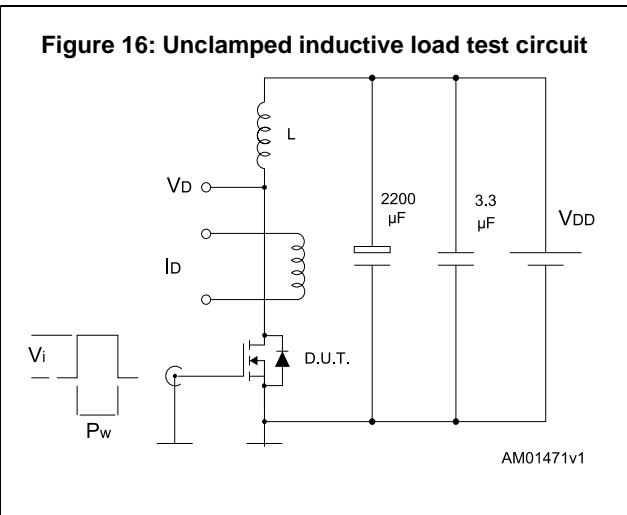 Figure 16: Unclamped inductive load test circuit
L
VD
2200
µF
3.3
µF
VDD
ID
Vi
D.U.T.
Pw
AM01471v1